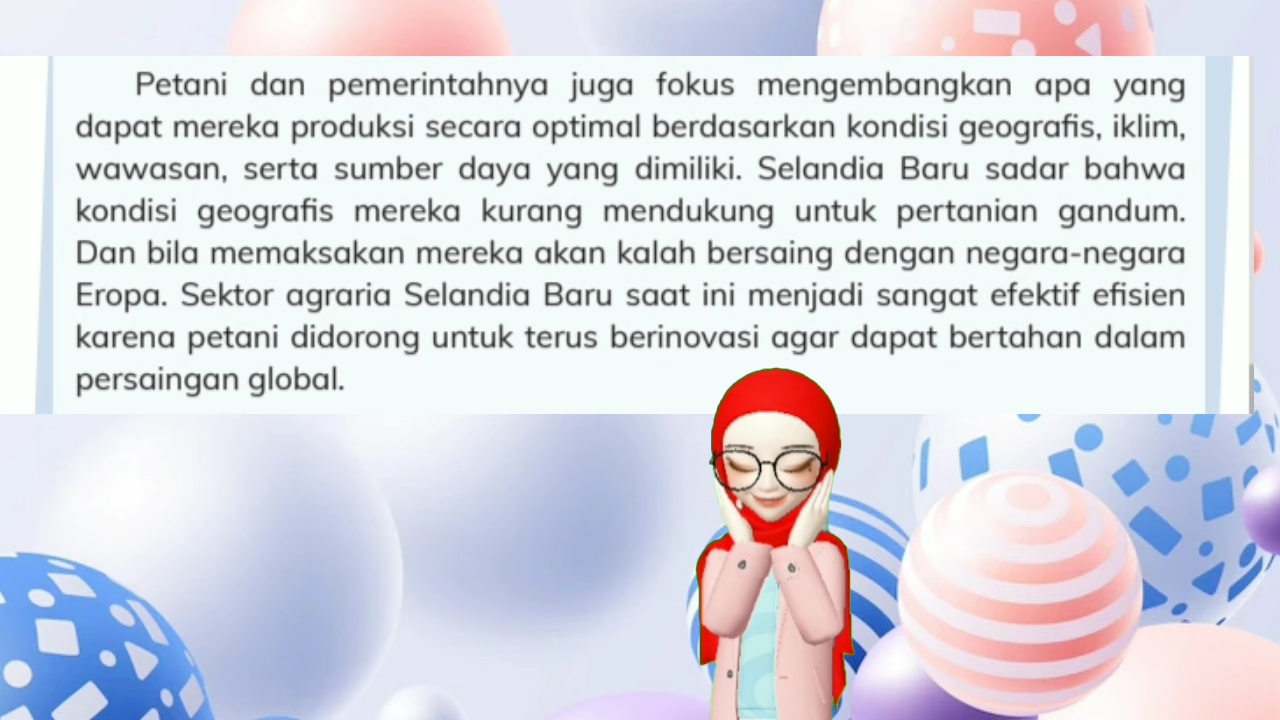 Petani dan pemerintahnya juga fokus mengembangkan apa yang
dapat mereka produksi secara optimal berdasarkan kondisi geografis, iklim,
wawasan, serta sumber daya yang dimiliki. Selandia Baru sadar bahwa
kondisi geografis mereka kurang mendukung untuk pertanian gandum.
Dan bila memaksakan mereka akan kalah bersaing dengan negara-negara
Eropa. Sektor agraria Selandia Baru saat ini menjadi sangat efektif efisien
karena petani didorong untuk terus berinovasi agar dapat bertahan dalam
persaingan global.